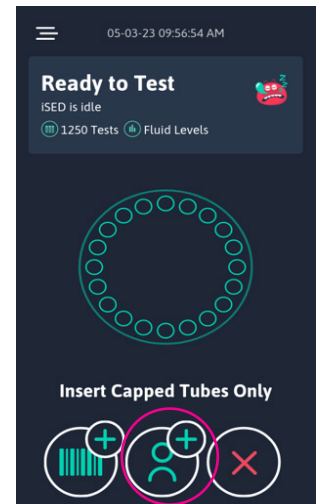 05-03-23 09:56:54 AM
Ready to Test
iSED is idle
1250 Tests Fluid Levels
Insert Capped Tubes Only